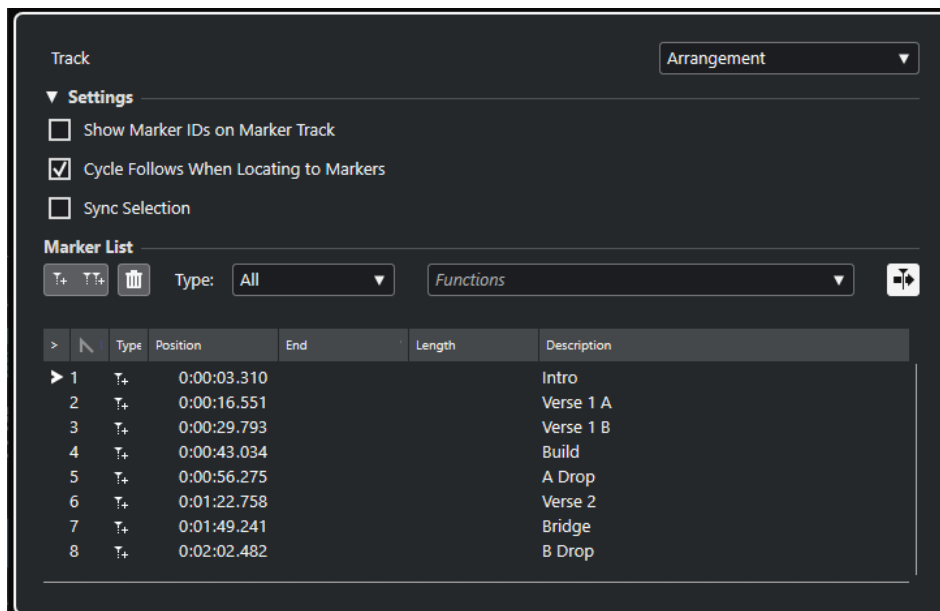 Track Arrangement
Settings
Show Marker IDs on Marker Track
Cycle Follows When Locating to Markers
Sync Selection
Marker List
Type: All Functions
> Type Position End Length Description
1 0:00:03.310 Intro
2 0:00:16.551 Verse 1 A
3 0:00:29.793 Verse 1 B
4 0:00:43.034 Build
5 0:00:56.275 A Drop
6 0:01:22.758 Verse 2
7 0:01:49.241 Bridge
8 0:02:02.482 B Drop